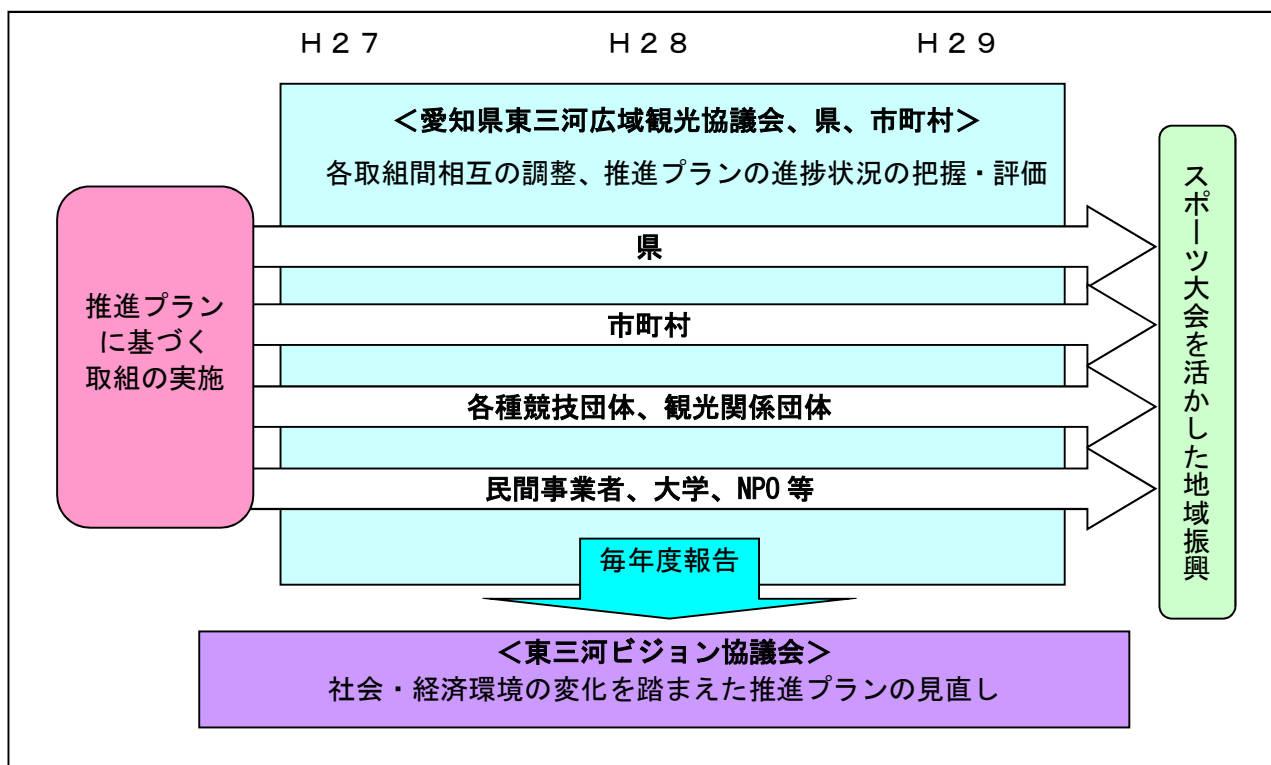 Ｈ２７　Ｈ２８　Ｈ２９
＜愛知県東三河広域観光協議会、県、市町村＞
各取組間相互の調整、推進プランの進捗状況の把握・評価
推進プラン
に基づく
取組の実施
県
市町村
各種競技団体、観光関係団体
民間事業者、大学、NPO 等
スポーツ大会を活かした地域振興
毎年度報告
＜東三河ビジョン協議会＞
社会・経済環境の変化を踏まえた推進プランの見直し